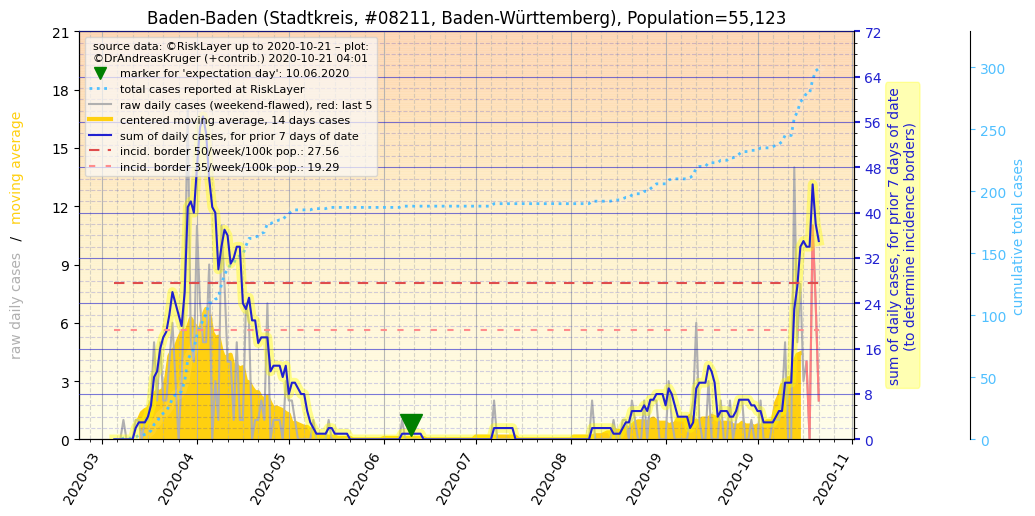 Baden-Baden (Stadtkreis, #08211, Baden-Württemberg), Population=55,123
source data: ©RiskLayer up to 2020-10-21 – plot:
©DrAndreasKruger (+contrib.) 2020-10-21 04:01
marker for 'expectation day': 10.06.2020
total cases reported at RiskLayer
raw daily cases (weekend-flawed), red: last 5
centered moving average, 14 days cases
sum of daily cases, for prior 7 days of date
incid. border 50/week/100k pop.: 27.56
incid. border 35/week/100k pop.: 19.29
raw daily cases / moving average
21
18
15
12
9
6
3
0
2020-03
2020-04
2020-05
2020-06
2020-07
2020-08
2020-09
2020-10
2020-11
72
64
56
48
40
32
24
16
8
0
sum of daily cases, for prior 7 days of date
(to determine, incidence borders)
300
250
200
150
100
50
0
cumulative total cases